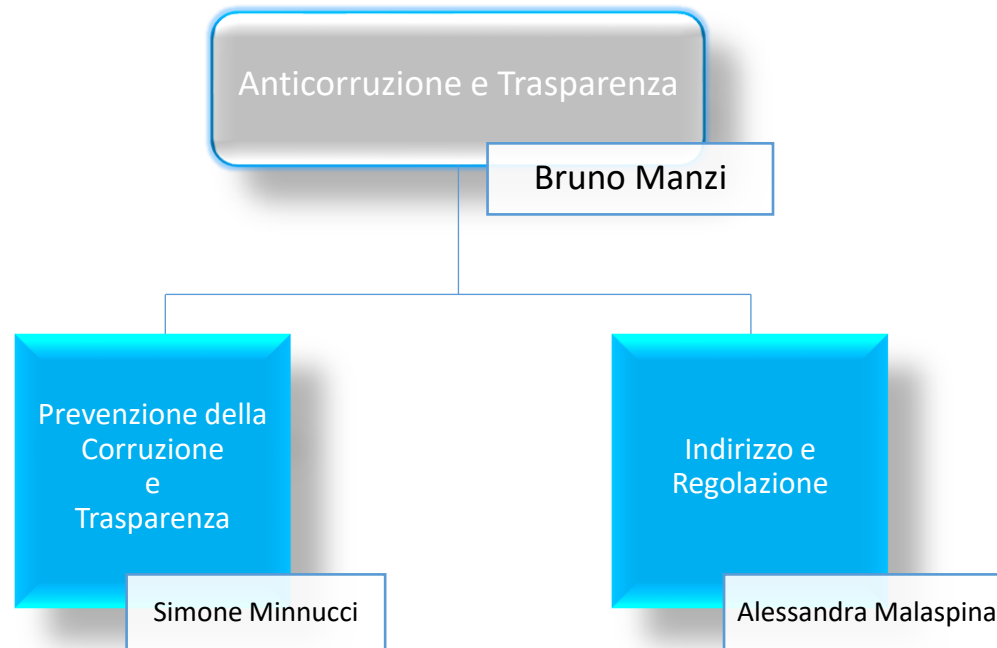 Anticorruzione e Trasparenza
Bruno Manzi
Prevenzione della
Corruzione
e
Trasparenza
Simone Minnucci
Indirizzo e
Regolazione
Alessandra Malaspina